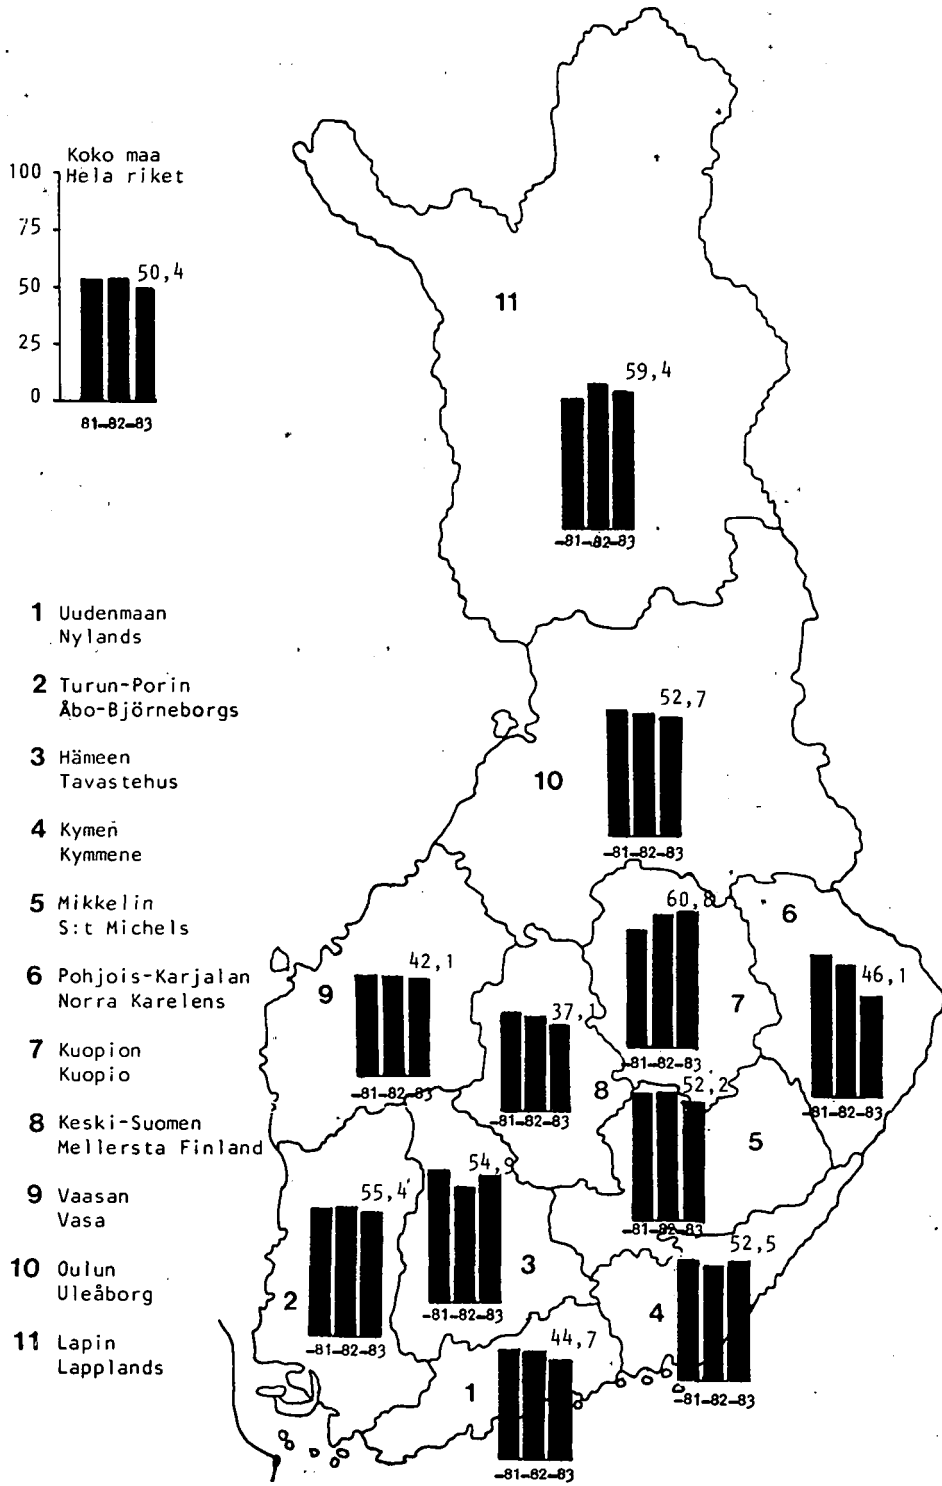 Koko maa
Hela riket
100
75
50
25
0
50,4
81-82-83
11
59,4
-81-82-83
1 Uudenmaan
Nylands
2 Turun-Porin
Åbo-Björneborgs
3 Hämeen
Tavastehus
4 Kymen
Kymmene
5 Mikkelin
S:t Michels
6 Pohjois-Karjalan
Norra Karelens
7 Kuopion
Kuopio
8 Keski-Suomen
Mellersta Finland
9 Vaasan
Vasa
10 Oulun
Uleåborg
11 Lapin
Lapplands
52,7
10
-81-82-83
60,8
7
-81-82-83
6
46,1
-81-82-83
9
42,1
-81-82-83
37,1
8
-81-82-83
52,2
5
-81-82-83
54,9
3
-81-82-83
55,4
2
-81-82-83
52,5
4
-81-82-83
44,7
1
-81-82-83